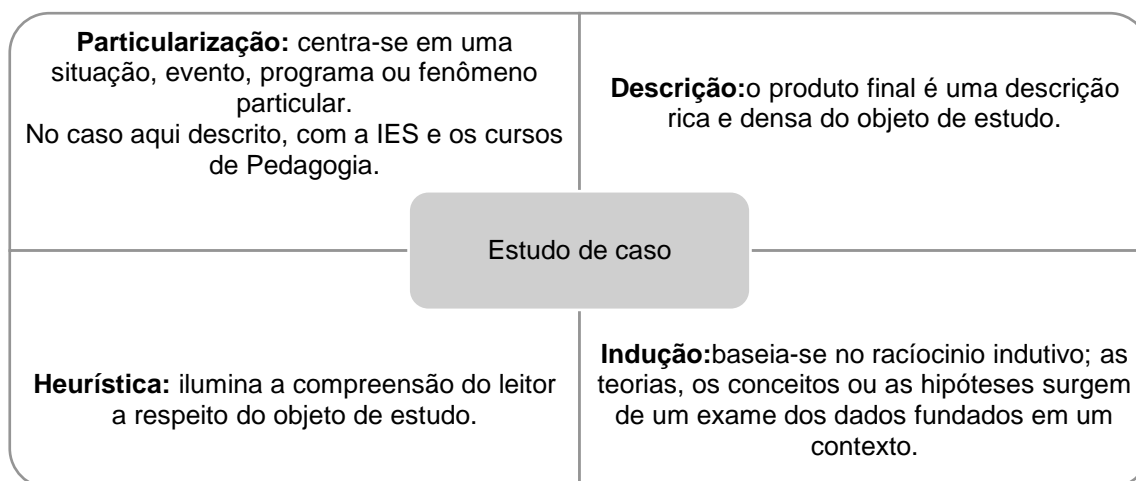 Particularização: centra-se em uma
situação, evento, programa ou fenômeno
particular.
No caso aqui descrito, com a IES e os cursos
de Pedagogia.
Descrição:o produto final é uma descrição
rica e densa do objeto de estudo.
Estudo de caso
Heurística: ilumina a compreensão do leitor
a respeito do objeto de estudo.
Indução:baseia-se no racíocinio indutivo; as
teorias, os conceitos ou as hipóteses surgem
de um exame dos dados fundados em um
contexto.